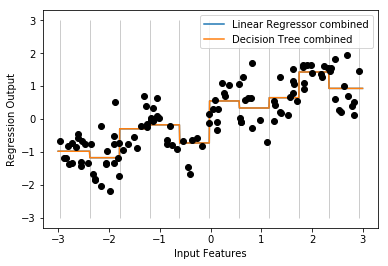 Linear Regressor combined
Decision Tree combined
3
2
1
0
−1
−2
−3
Regression Output
−3 −2 −1 0 1 2 3
Input Features